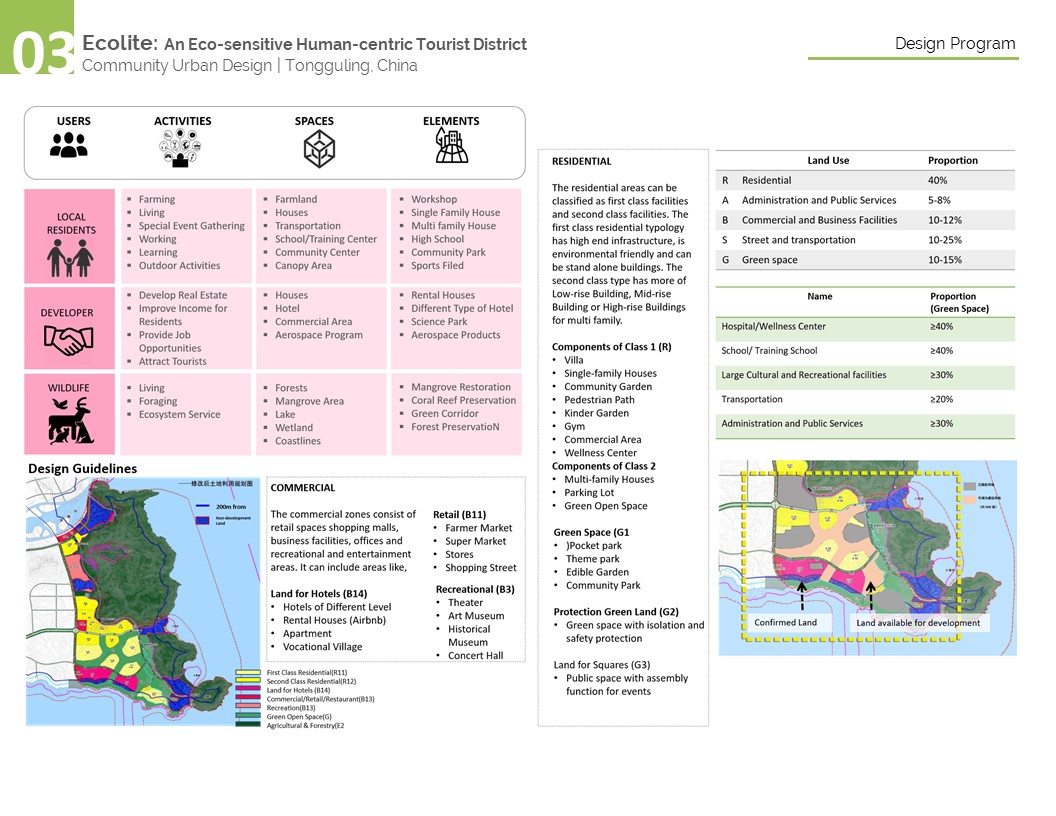 03
Ecolite: An Eco-sensitive Human-centric Tourist District
Community Urban Design | Tongguling, China
Design Program
USERS
ACTIVITIES
SPACES
ELEMENTS
LOCAL
RESIDENTS
▪ Farming
▪ Living
▪ Special Event Gathering
▪ Working
▪ Learning
▪ Outdoor Activities
▪ Farmland
▪ Houses
▪ Transportation
▪ School/Training Center
▪ Community Center
▪ Canopy Area
▪ Workshop
▪ Single Family House
▪ Multi family House
▪ High School
▪ Community Park
▪ Sports Filed
DEVELOPER
▪ Develop Real Estate
▪ Improve Income for
Residents
▪ Provide Job
Opportunities
▪ Attract Tourists
▪ Houses
▪ Hotel
▪ Commercial Area
▪ Aerospace Program
▪ Rental Houses
▪ Different Type of Hotel
▪ Science Park
▪ Aerospace Products
WILDLIFE
▪ Living
▪ Foraging
▪ Ecosystem Service
▪ Forests
▪ Mangrove Area
▪ Lake
▪ Wetland
▪ Coastlines
▪ Mangrove Restoration
▪ Coral Reef Preservation
▪ Green Corridor
▪ Forest PreservatioN
Design Guidelines
修改后土地利用规划图
200m from
Non-development
Land
COMMERCIAL
The commercial zones consist of
retail spaces shopping malls,
business facilities, offices and
recreational and entertainment
areas. It can include areas like,
Land for Hotels (B14)
• Hotels of Different Level
• Rental Houses (Airbnb)
• Apartment
• Vocational Village
Retail (B11)
• Farmer Market
• Super Market
• Stores
• Shopping Street
Recreational (B3)
• Theater
• Art Museum
• Historical
Museum
• Concert Hall
First Class Residential(R11)
Second Class Residential(R12)
Land for Hotels (B14)
Commercial/Retail/Restaurant(B13)
Recreation(B13)
Green Open Space(G)
Agricultural & Forestry(E2
RESIDENTIAL
The residential areas can be
classified as first class facilities
and second class facilities. The
first class residential typology
has high end infrastructure, is
environmental friendly and can
be stand alone buildings. The
second class type has more of
Low-rise Building, Mid-rise
Building or High-rise Buildings
for multi family.
Components of Class 1 (R)
• Villa
• Single-family Houses
• Community Garden
• Pedestrian Path
• Kinder Garden
• Gym
• Commercial Area
• Wellness Center
Components of Class 2
• Multi-family Houses
• Parking Lot
• Green Open Space
Green Space (G1
• )Pocket park
• Theme park
• Edible Garden
• Community Park
Protection Green Land (G2)
• Green space with isolation and
safety protection
Land for Squares (G3)
• Public space with assembly
function for events
Land Use Proportion
R Residential 40%
A Administration and Public Services 5-8%
B Commercial and Business Facilities 10-12%
S Street and transportation 10-25%
G Green space 10-15%
Name Proportion
(Green Space)
Hospital/Wellness Center ≥40%
School/ Training School ≥40%
Large Cultural and Recreational facilities ≥30%
Transportation ≥20%
Administration and Public Services ≥30%
Confirmed Land
Land available for development